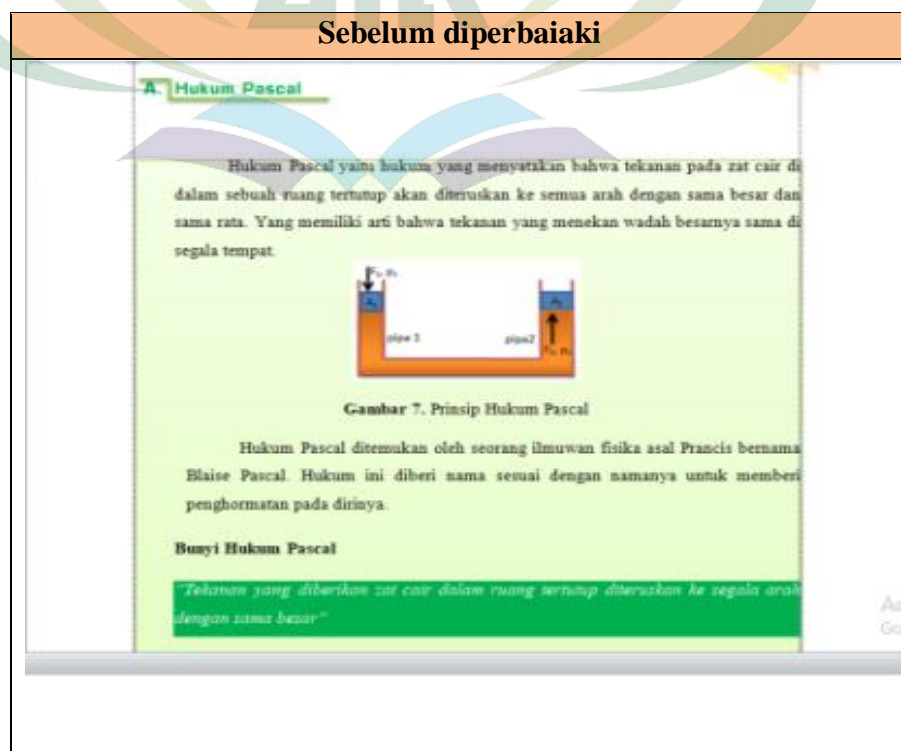 Sebelum diperbaiaki
A. Hukum Pascal
Hukum Pascal yaitu hukum yang menyatakan bahwa tekanan pada zat cair di
dalam sebuah ruang tertutup akan diteruskan ke semua arah dengan sama besar dan
sama rata. Yang memiliki arti bahwa tekanan yang menekan wadah besarnya sama di
segala tempat.
pipa 1
pipa2
Gambar 7. Prinsip Hukum Pascal
Hukum Pascal ditemukan oleh seorang ilmuwan fisika asal Prancis bernama
Blaise Pascal. Hukum ini diberi nama sesuai dengan namanya untuk memberi
penghormatan pada dirinya.
Bunyi Hukum Pascal
"Tekanan yang diberikan zat cair dalam ruang tertutup diteruskan ke segala arah
dengan sama besar"